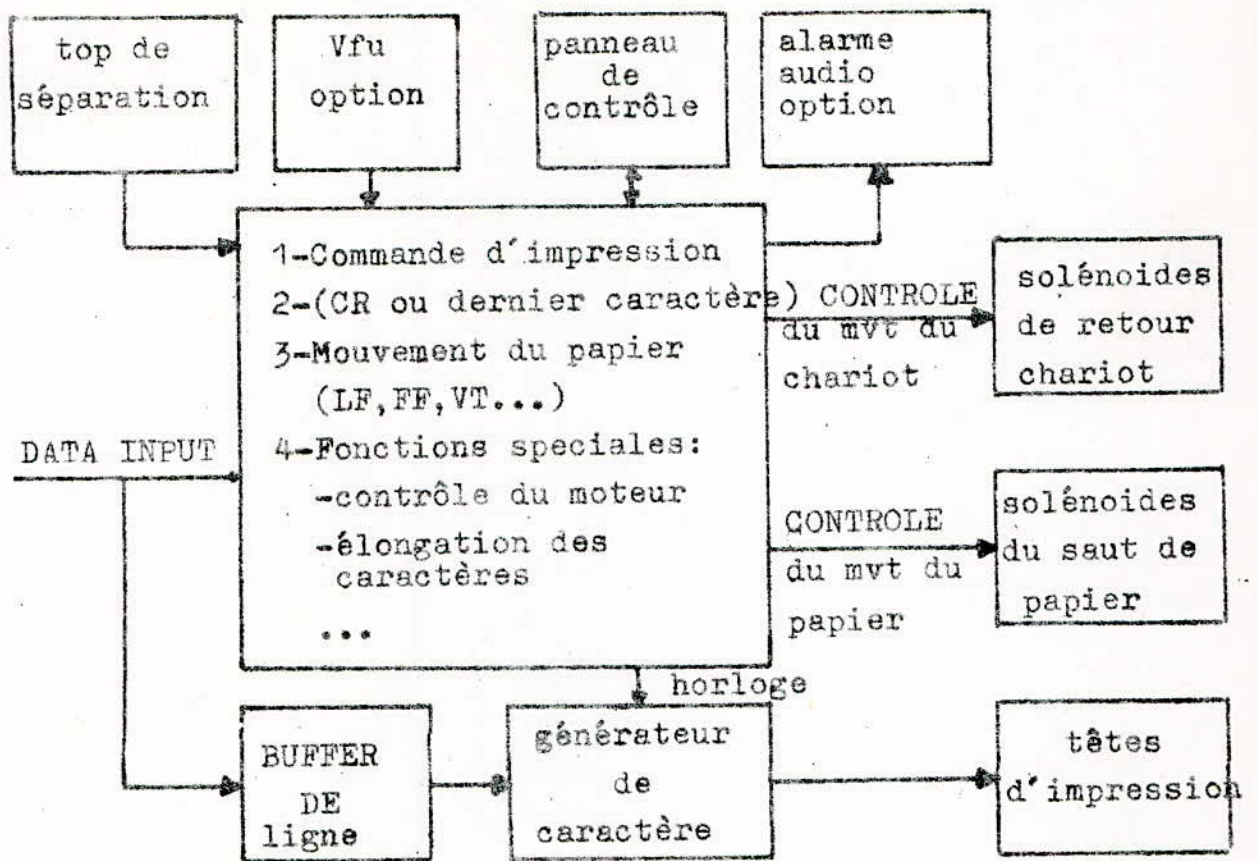 top de
séparation
Vfu
option
panneau
de
contrôle
alarme
audio
option
1-Commande d'impression
2-(CR ou dernier caractère)
3-Mouvement du papier
(LF,FF,VT...)
4-Fonctions speciales:
-contrôle du moteur
-élongation des
caractères
...
CONTROLE
du mvt du
chariot
solénoides
de retour
chariot
DATA INPUT
CONTROLE
du mvt du
papier
solénoides
du saut de
papier
horloge
BUFFER
DE
ligne
générateur
de
caractère
têtes
d'impression